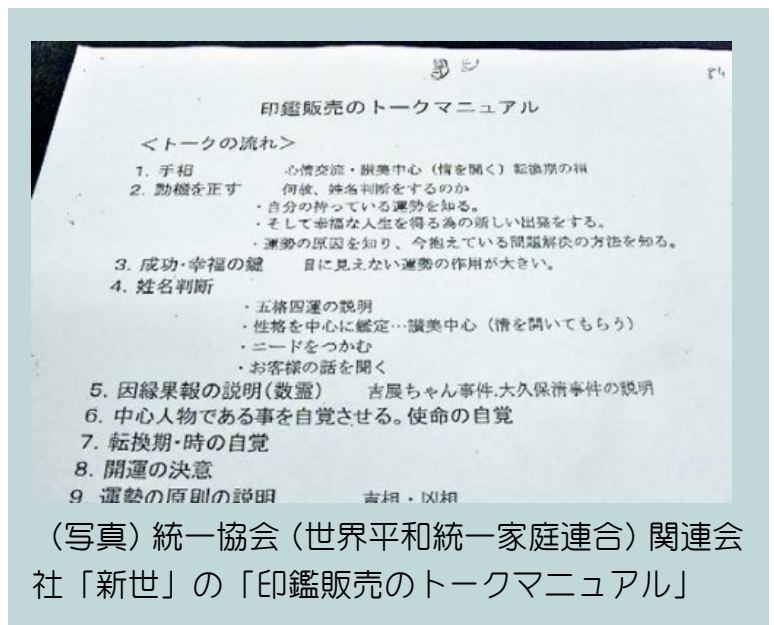 84
印鑑販売のトークマニュアル
＜トークの流れ＞
1. 手相　心情交流・讃美中心（情を開く）転換期の相
2. 動機を正す　何故、姓名判断をするのか
・自分の持っている運勢を知る。
・そして幸福な人生を得る為の新しい出発をする。
・運勢の原因を知り、今抱えている問題解決の方法を知る。
3. 成功・幸福の鍵　目に見えない運勢の作用が大きい。
4. 姓名判断
・五格四運の説明
・性格を中心に鑑定…讃美中心（情を開いてもらう）
・ニードをつかむ
・お客様の話を聞く
5. 因縁果報の説明（数霊）　吉展ちゃん事件.大久保清事件の説明
6. 中心人物である事を自覚させる。使命の自覚
7. 転換期・時の自覚
8. 開運の決意
9. 運勢の原則の説明　吉相・凶相
（写真）統一協会（世界平和統一家庭連合）関連会
社「新世」の「印鑑販売のトークマニュアル」